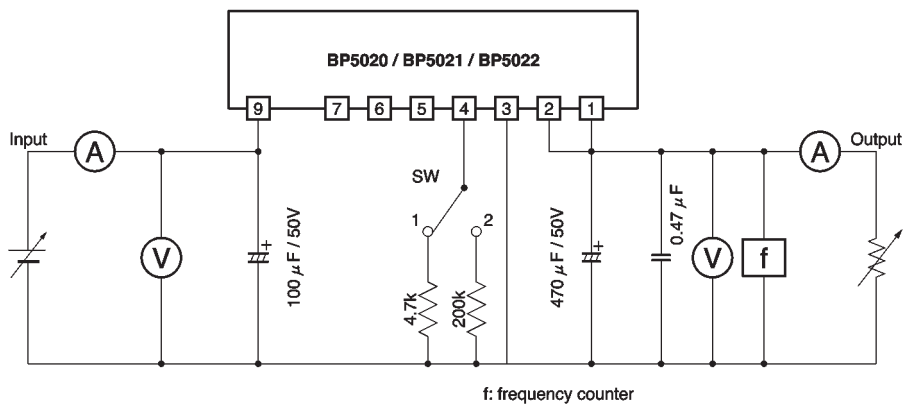 BP5020 / BP5021 / BP5022
9 7 6 5 4 3 2 1
Input
A
A
Output
SW
1
2
V
100 μF / 50V
+
4.7k
200k
470 μF / 50V
+
0.47 μF
V
f
f: frequency counter